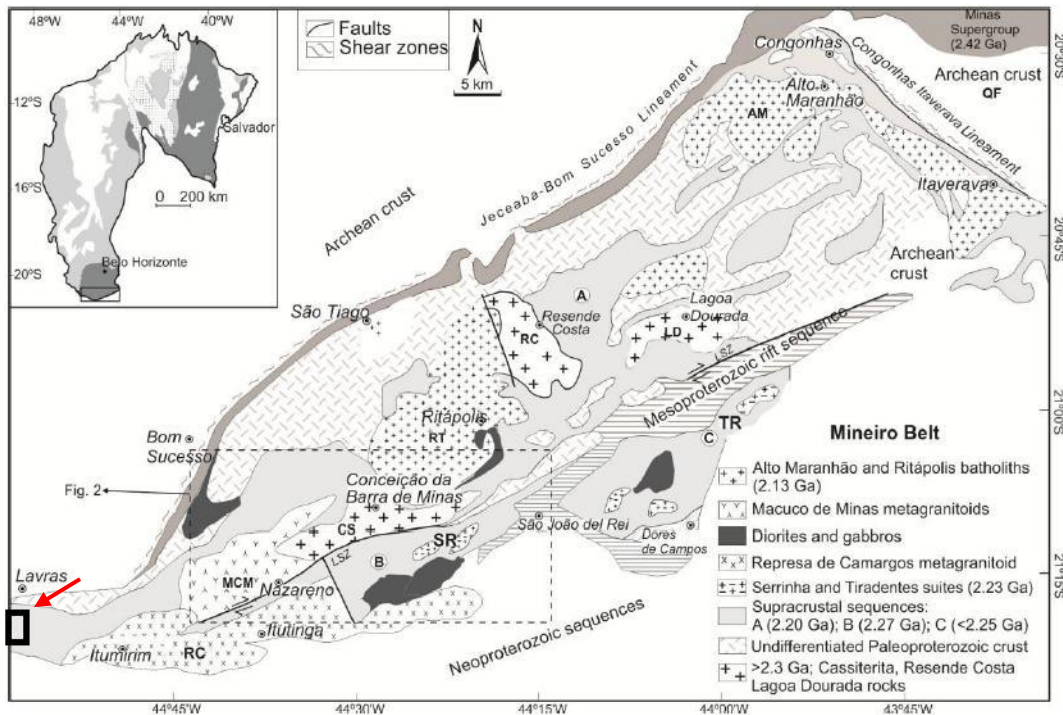 44°W 40°W
12°S
16°S
20°S
Salvador
0 200 km
Belo Horizonte
Faults
Shear zones
N
5 km
Minas
Supergroup
(2.42 Ga)
20°30'S
Congonhas
Archean crust
QF
Alto
Maranhão
AM
Congonhas Itaverava Lineament
Itaverava
Jeceaba-Bom Sucesso Lineament
Archean crust
20°45'S
Archean
crust
A
São Tiago
Resende
Costa
RC
Lagoa
Dourada
LD
LSZ
Mesoproterozoic rift sequence
21°00'S
Ritápolis
RT
TR
C
Bom
Sucesso
Fig. 2
Conceição da
Barra de Minas
CS
São João del Rei
Dores
de Campos
SR
LSZ
B
21°15'S
Lavras
MCM
Nazareno
Itutinga
Itumirim
RC
Neoproterozoic sequences
Mineiro Belt
Alto Maranhão and Ritápolis batholiths
(2.13 Ga)
Macuco de Minas metagranitoids
Diorites and gabbros
Represa de Camargos metagranitoid
Serrinha and Tiradentes suites (2.23 Ga)
Supracrustal sequences:
A (2.20 Ga); B (2.27 Ga); C (<2.25 Ga)
Undifferentiated Paleoproterozoic crust
>2.3 Ga; Cassiterita, Resende Costa
Lagoa Dourada rocks
44°45'W 44°30'W 44°15'W 44°00'W 43°45'W